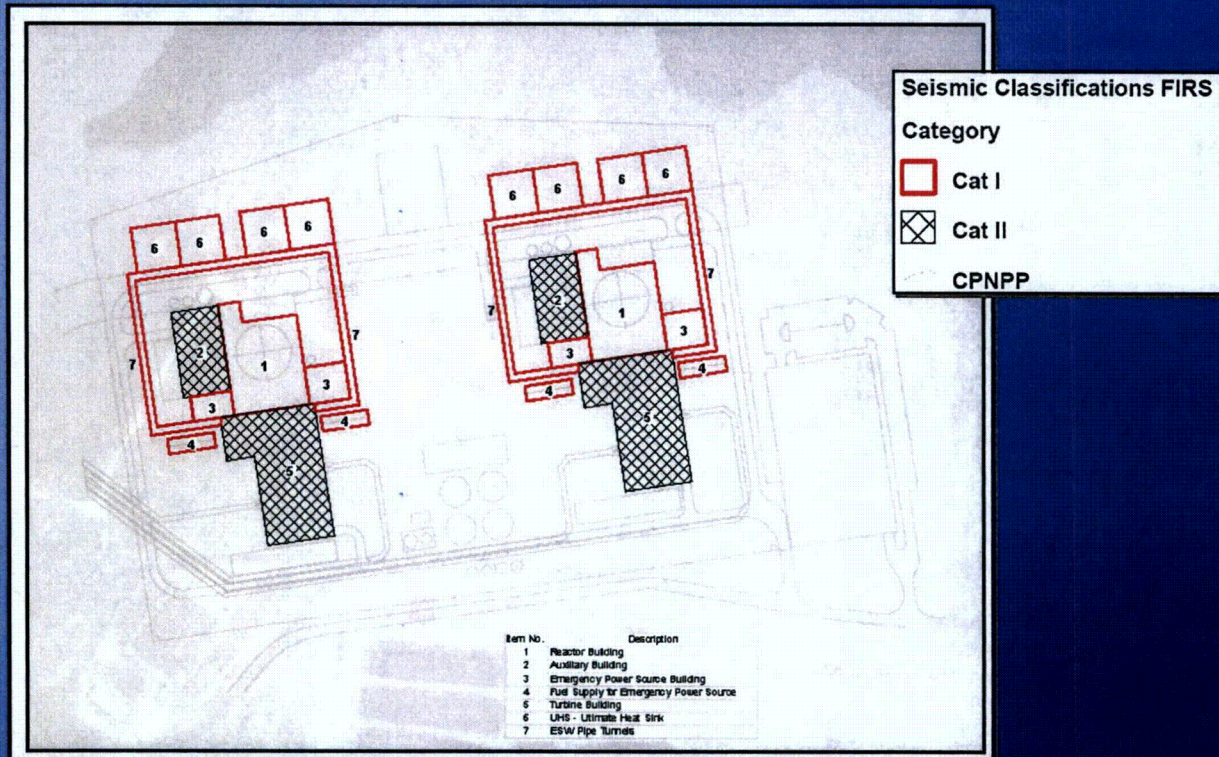 Seismic Classifications FIRS
Category
Cat I
Cat II
CPNPP
6 6 6 6
6 6 6 6
7 2 1 7
3 3
4 4
5
7 2 1 7
3 3
4 4
5
Item No. Description
1 Reactor Building
2 Auxiliary Building
3 Emergency Power Source Building
4 Fuel Supply for Emergency Power Source
5 Turbine Building
6 UHS - Ultimate Heat Sink
7 ESW Pipe Tunnels